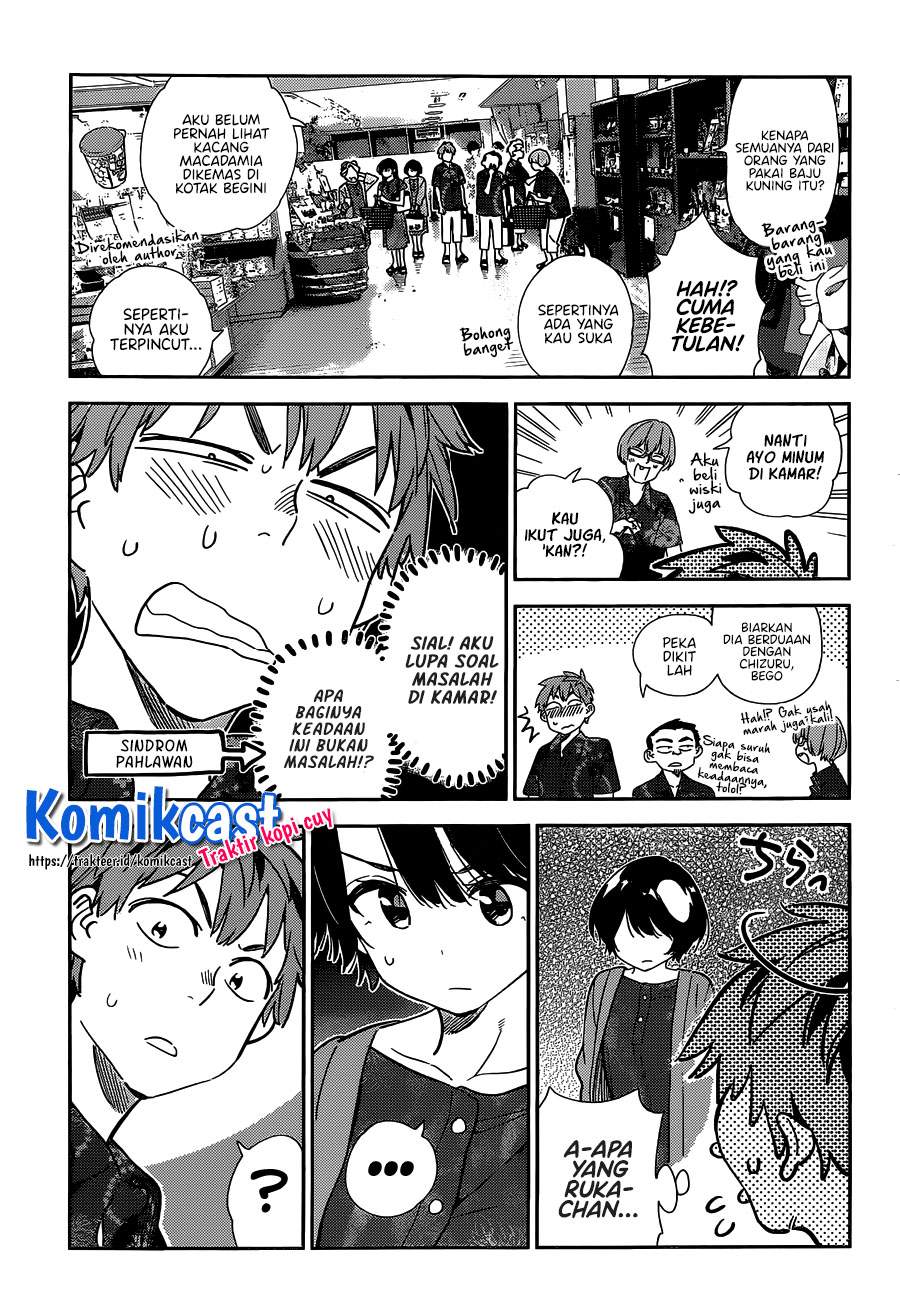 KENAPA
SEMUANYA DARI
ORANG YANG
PAKAI BAJU
KUNING ITU?
Barang-
barang
yang kau
beli ini
HAH!?
CUMA
KEBE-
TULAN!
SEPERTINYA
ADA YANG
KAU SUKA
Bohong
banget
AKU BELUM
PERNAH LIHAT
KACANG
MACADAMIA
DIKEMAS DI
KOTAK BEGINI
Direkomendasikan
oleh author
SEPERTI-
NYA AKU
TERPINCUT...
NANTI
AYO MINUM
DI KAMAR!
Aku
beli
wiski
juga
KAU
IKUT JUGA,
'KAN?!
BIARKAN
DIA BERDUAAN
DENGAN
CHIZURU,
BEGO
PEKA
DIKIT
LAH
Hah!? Gak usah
marah juga kali!
Siapa suruh
gak bisa
membaca
keadaannya,
tolol?
SIAL! AKU
LUPA SOAL
MASALAH
DI KAMAR!
APA
BAGINYA
KEADAAN
INI BUKAN
MASALAH!?
SINDROM
PAHLAWAN
Komikcast
Traktir kopi cuy
https://trakteer.id/komikcast
ちらっ
A-APA
YANG
RUKA-
CHAN...
...
?